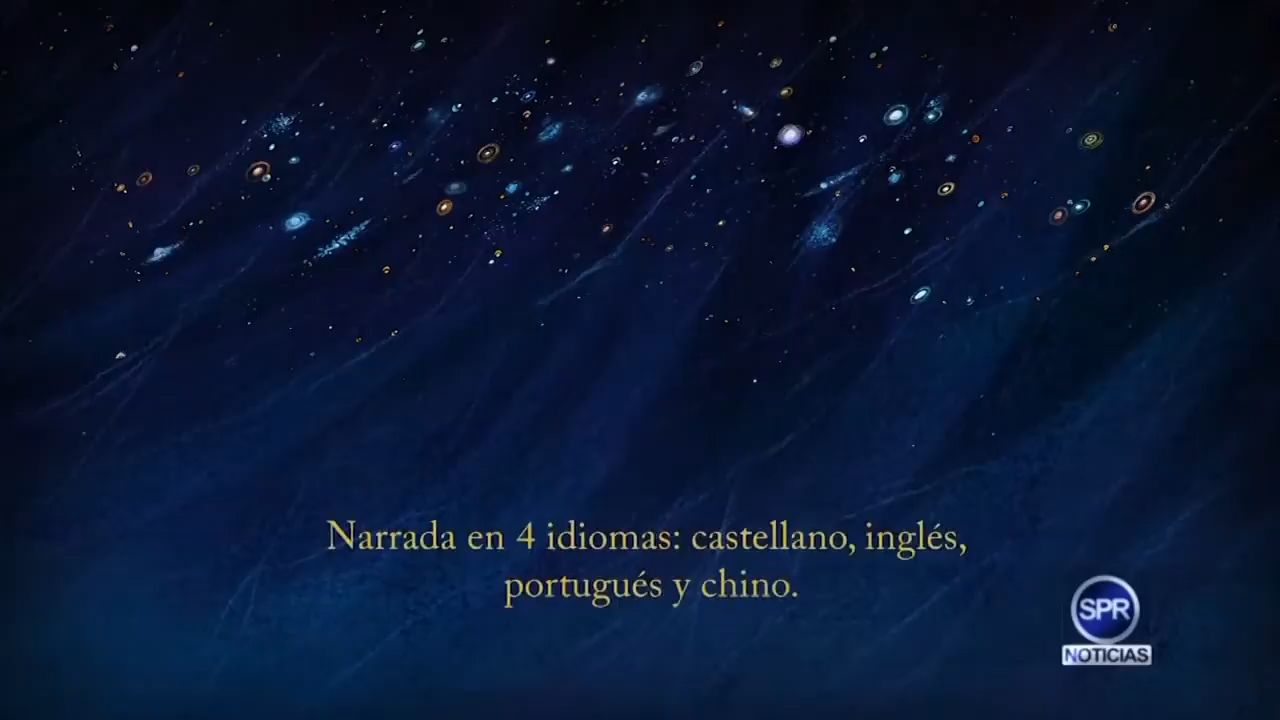 Narrada en 4 idiomas: castellano, inglés,
portugués y chino.
SPR
NOTICIAS